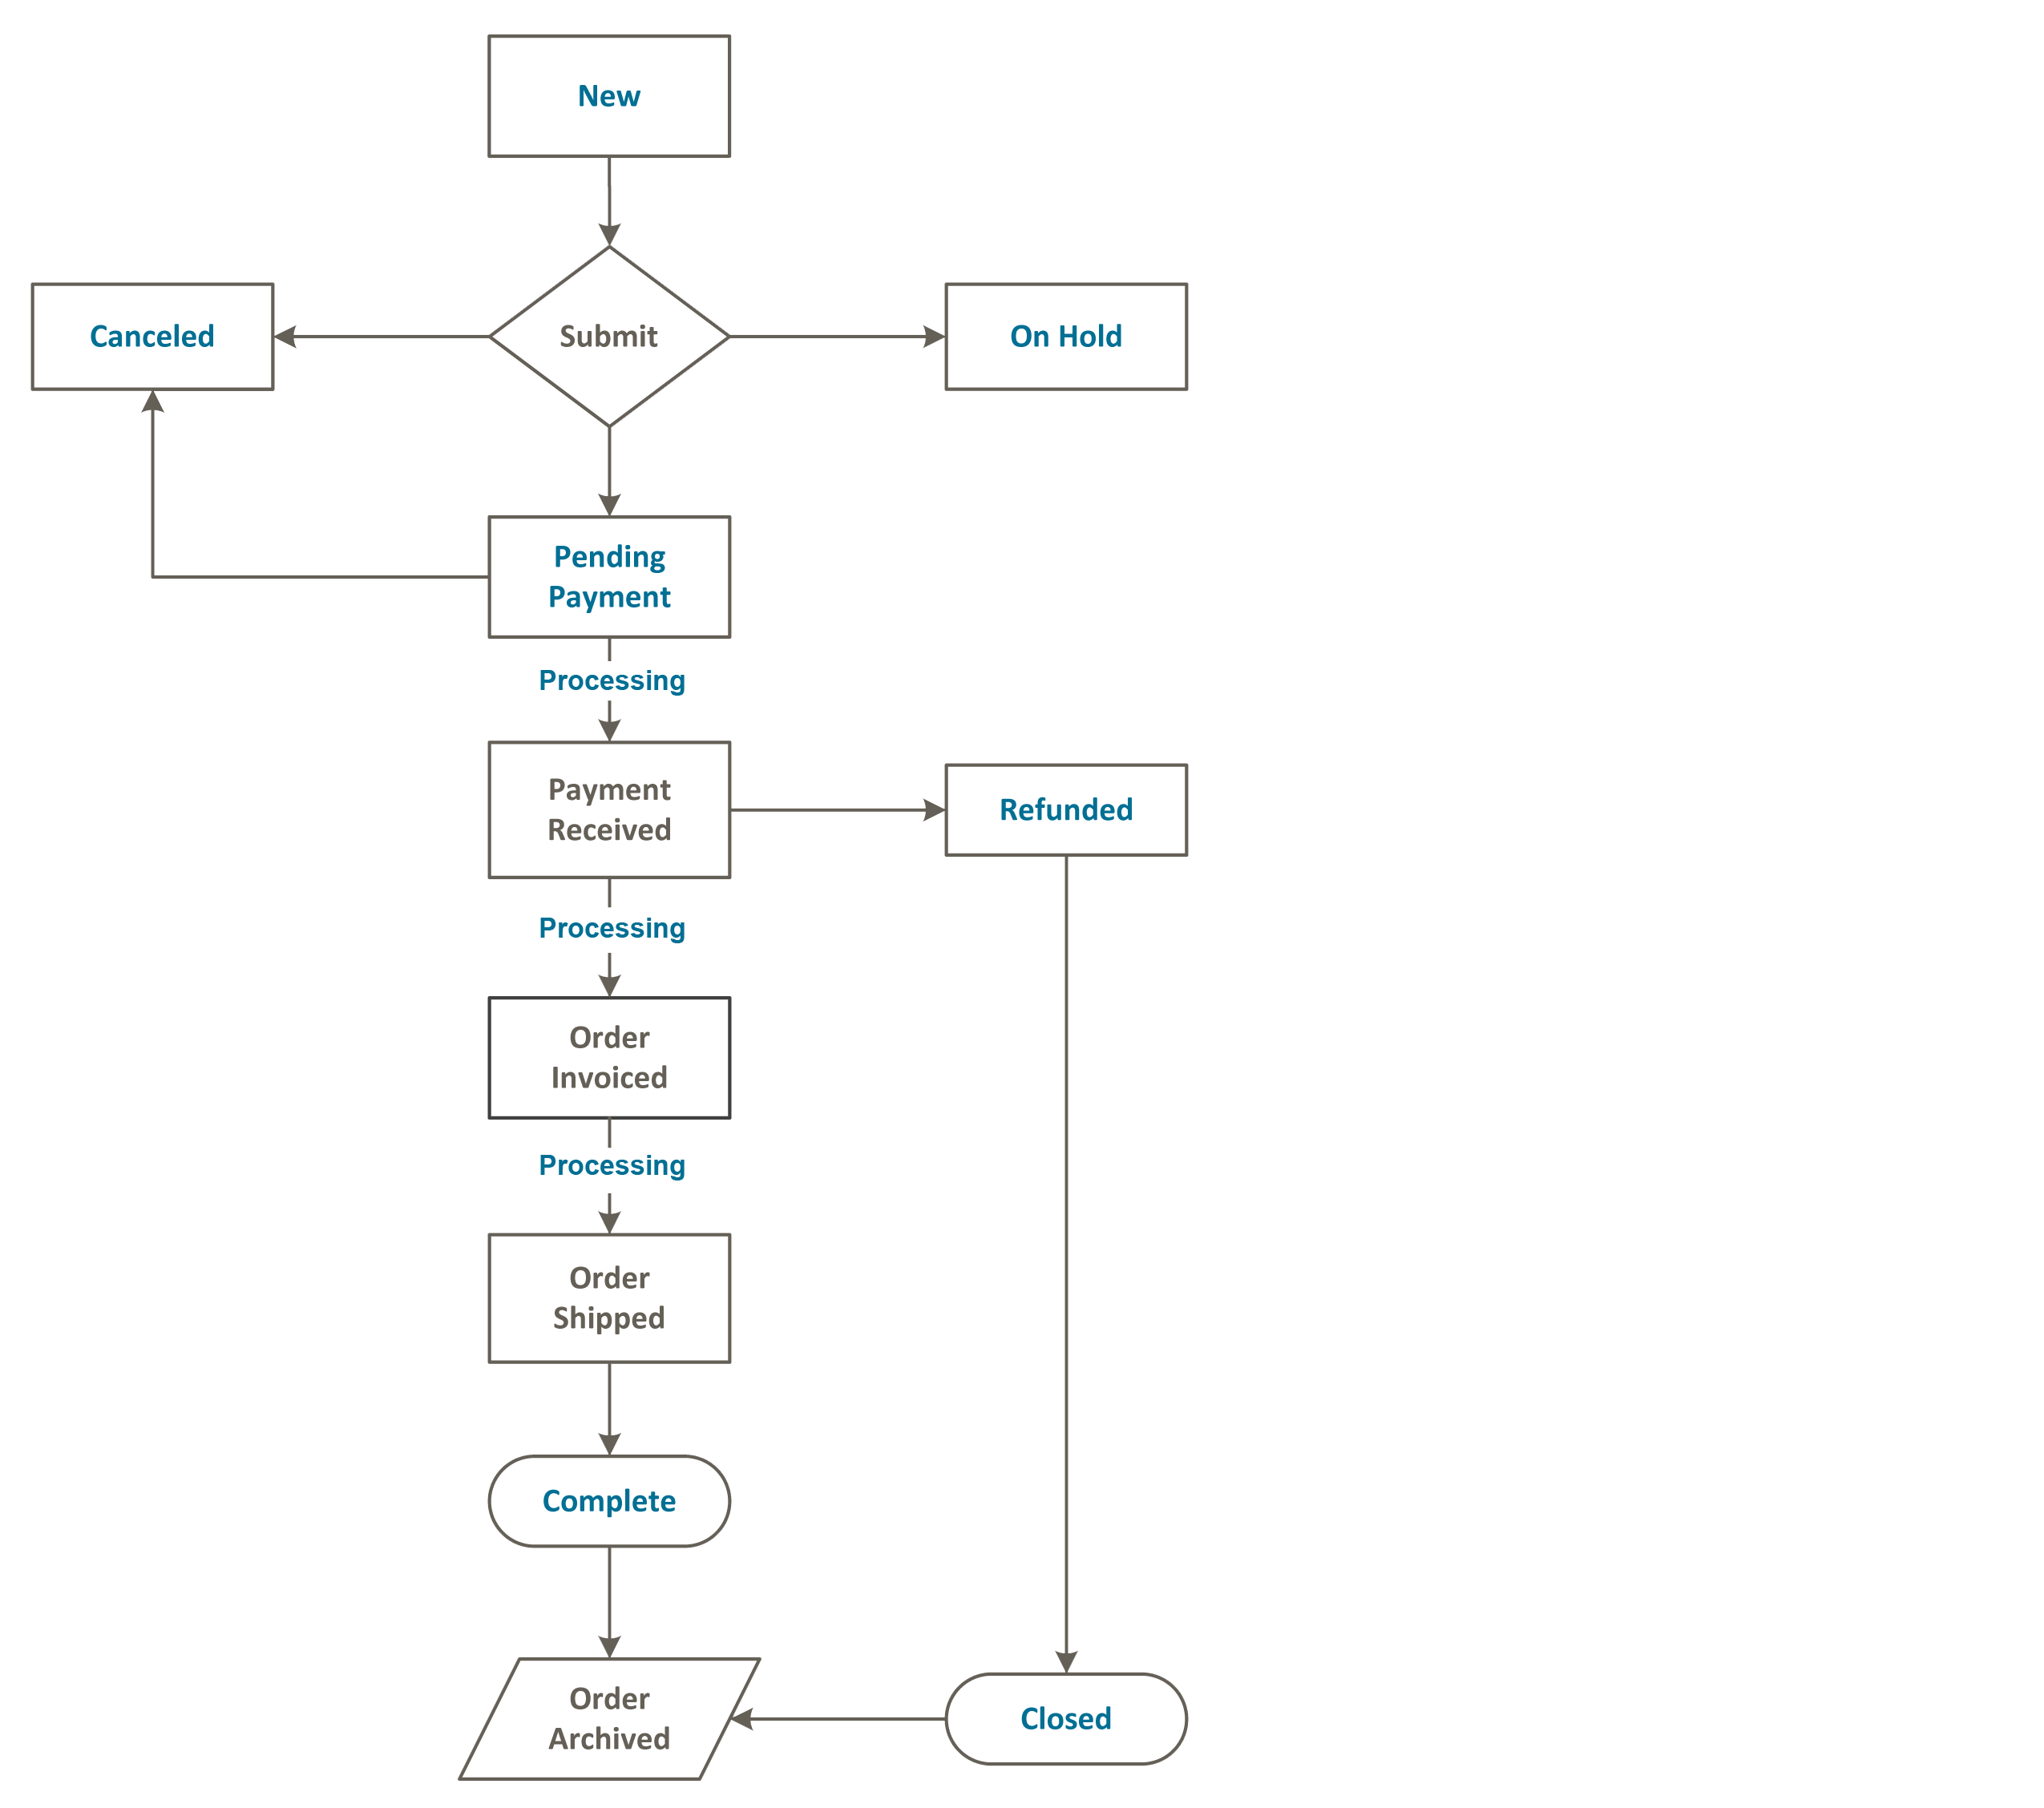 New
Canceled
Submit
On Hold
Pending
Payment
Processing
Payment
Received
Refunded
Processing
Order
Invoiced
Processing
Order
Shipped
Complete
Order
Archived
Closed